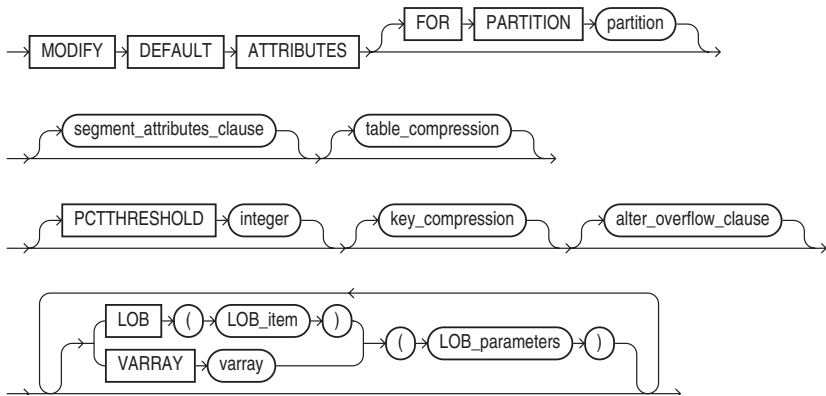 FOR PARTITION partition
MODIFY DEFAULT ATTRIBUTES
segment_attributes_clause table_compression
PCTTHRESHOLD integer key_compression alter_overflow_clause
LOB ( LOB_item )
( LOB_parameters )
VARRAY varray